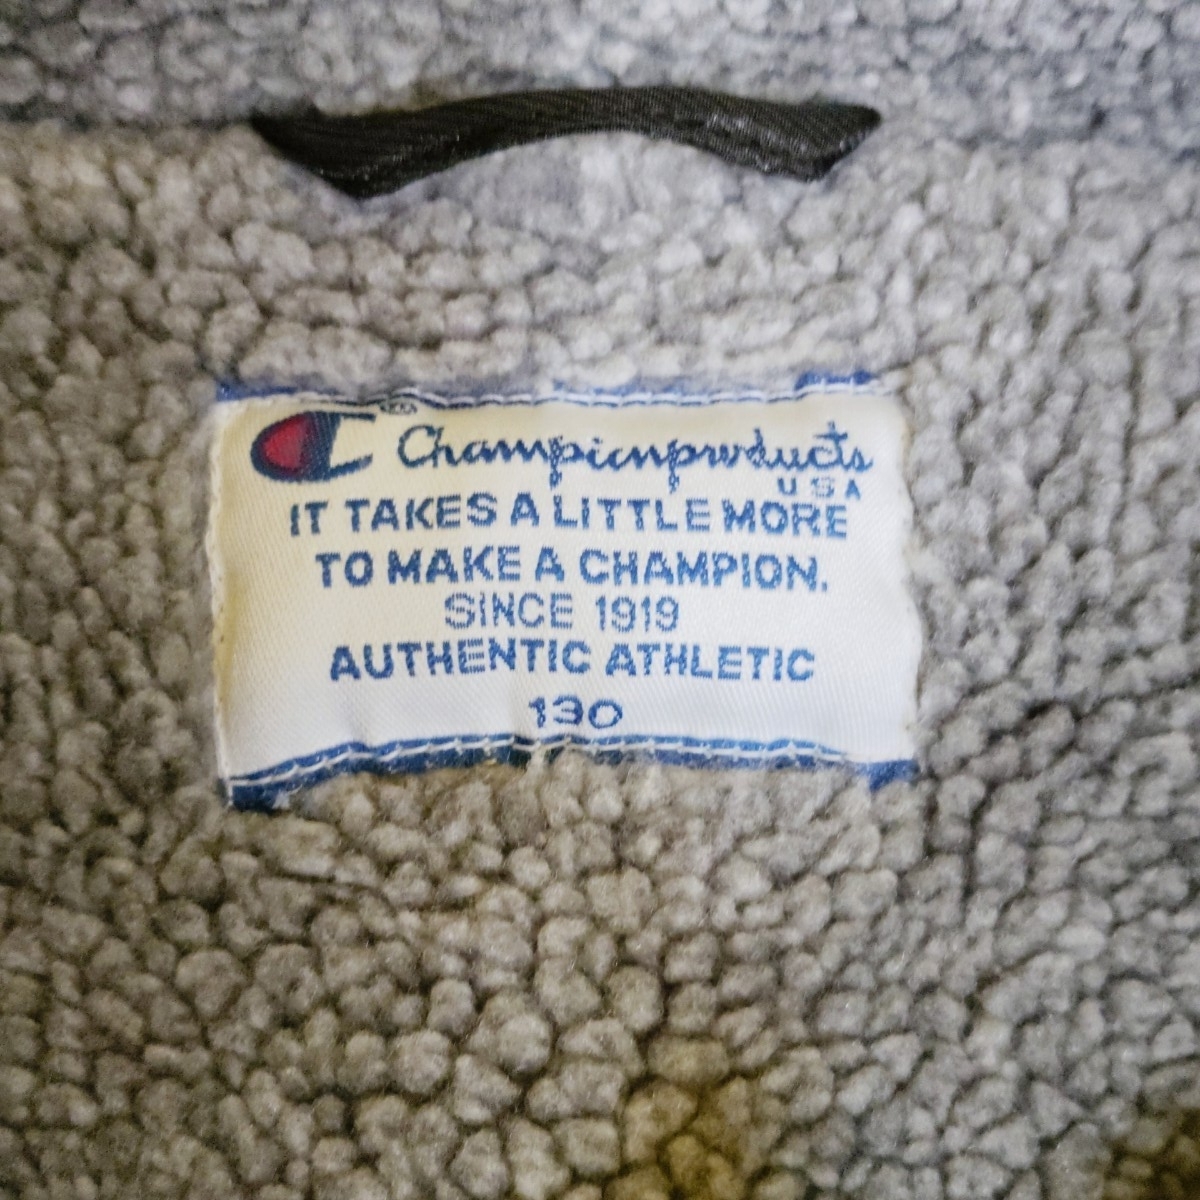 Championproducts
USA
IT TAKES A LITTLE MORE
TO MAKE A CHAMPION.
SINCE 1919
AUTHENTIC ATHLETIC
130